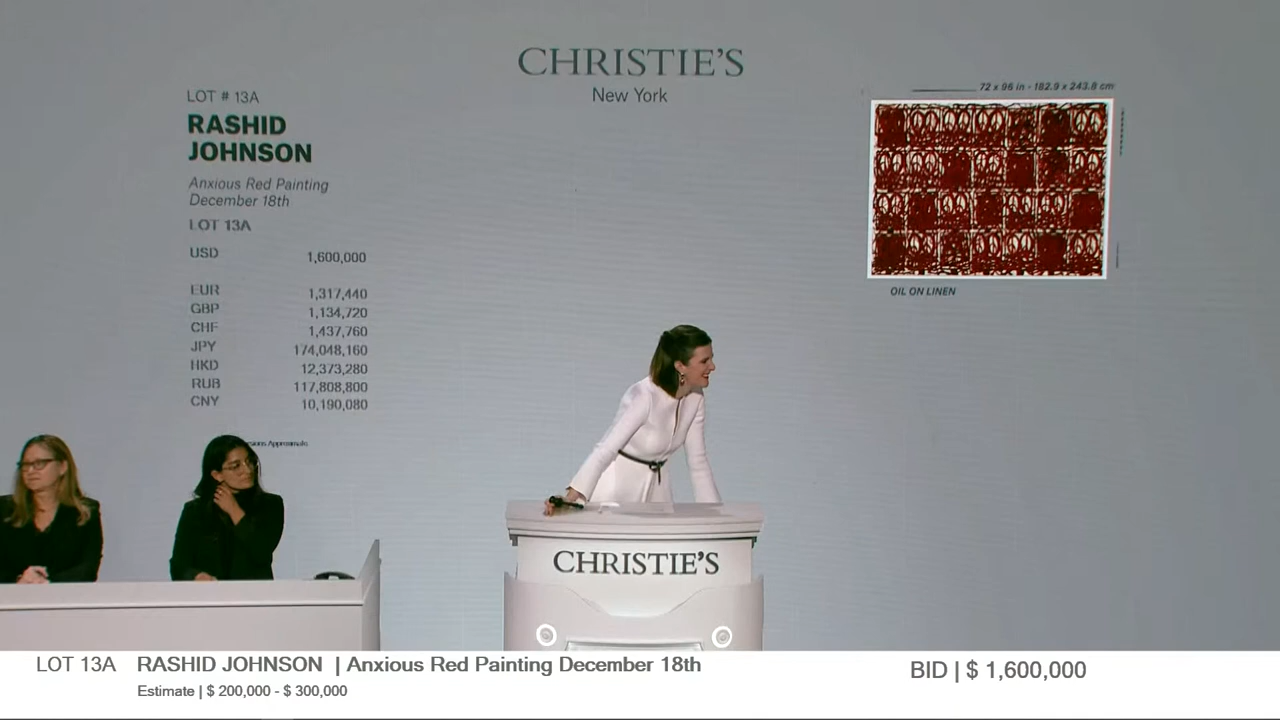 CHRISTIE'S
New York
LOT # 13A
RASHID
JOHNSON
Anxious Red Painting
December 18th
LOT 13A
USD 1,600,000
EUR 1,317,440
GBP 1,134,720
CHF 1,437,760
JPY 174,048,160
HKD 12,373,280
RUB 117,808,800
CNY 10,190,080
Approximate
72 x 96 in - 182.9 x 243.8 cm
OIL ON LINEN
CHRISTIE'S
LOT 13A RASHID JOHNSON | Anxious Red Painting December 18th
Estimate | $ 200,000 - $ 300,000
BID | $ 1,600,000